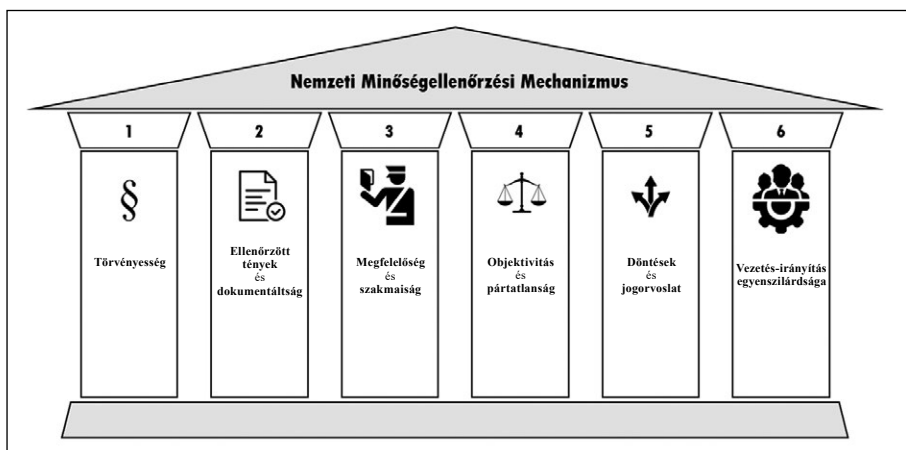 Nemzeti Minőségellenőrzési Mechanizmus
1
2
3
4
5
6
§
Törvényesség
Ellenőrzött
tények
és
dokumentáltság
Megfelelőség
és
szakmaiság
Objektivitás
és
pártatlanság
Döntések
és
jogorvoslat
Vezetés-irányítás
egyenszilárdsága